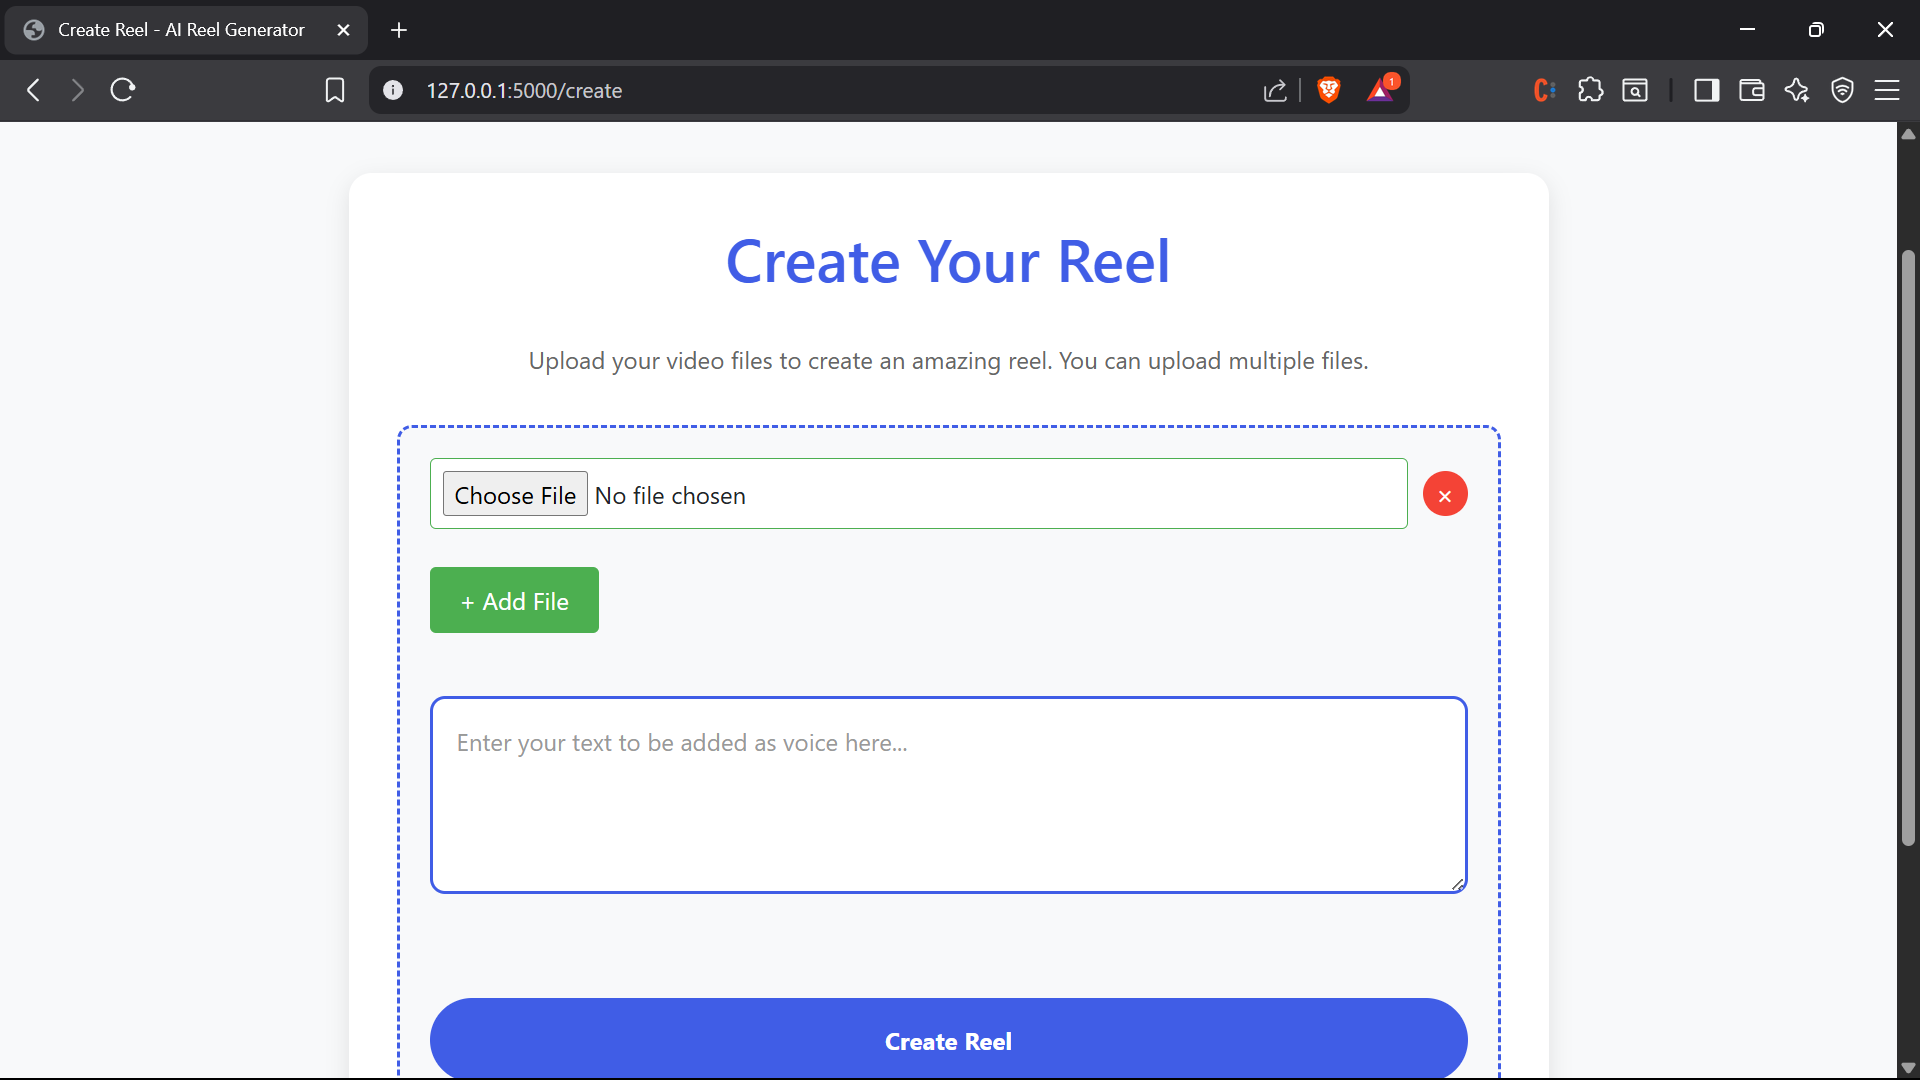 Create Reel - AI Reel Generator
127.0.0.1:5000/create
1
Create Your Reel
Upload your video files to create an amazing reel. You can upload multiple files.
Choose File No file chosen
×
+ Add File
Enter your text to be added as voice here...
Create Reel